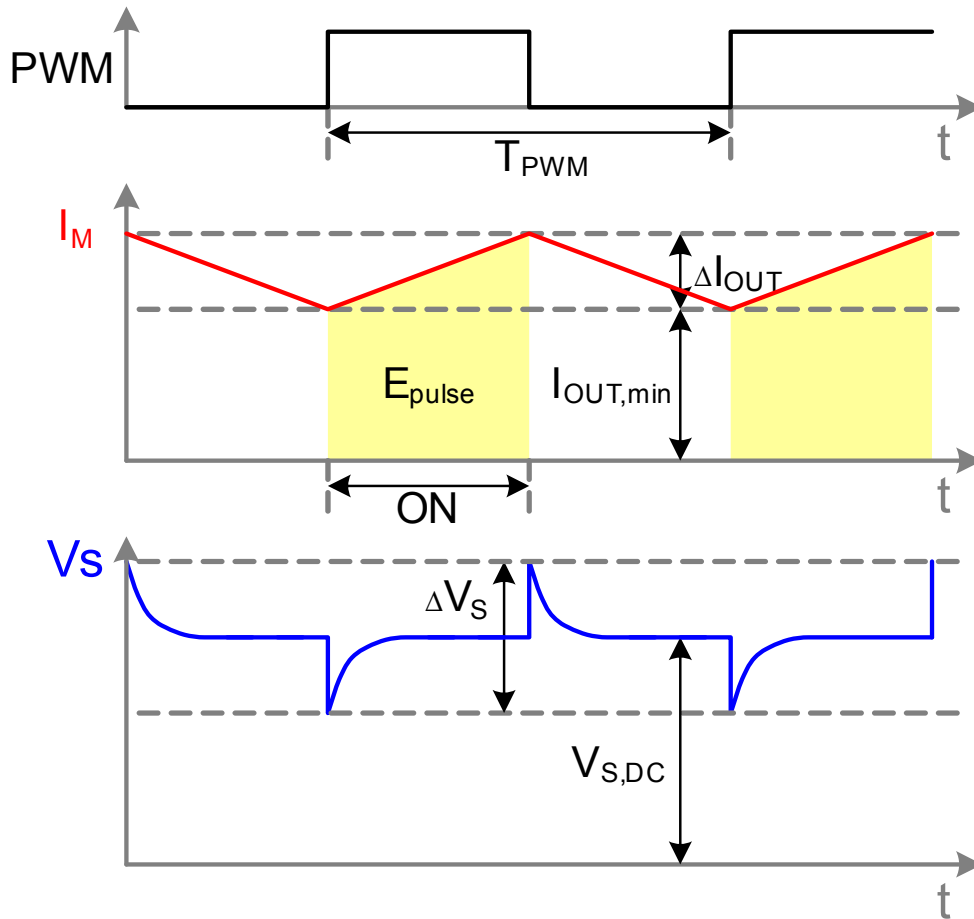 PWM
t
TPWM
IM
ΔIOUT
Epulse
IOUT,min
t
ON
Vs
ΔVS
VS,DC
t